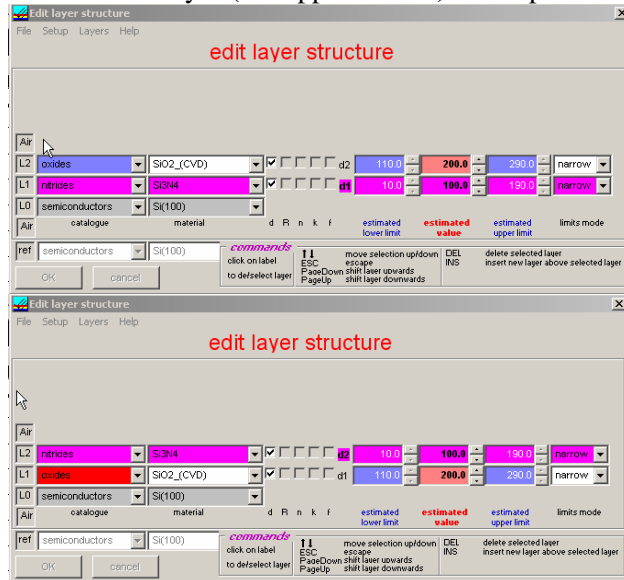 Edit layer structure
File Setup Layers Help
edit layer structure
Air
L2 oxides SiO2_(CVD) d2 110.0 200.0 290.0 narrow
L1 nitrides Si3N4 d1 10.0 100.0 190.0 narrow
L0 semiconductors Si(100)
Air catalogue material d R n k f estimated lower limit estimated value estimated upper limit limits mode
ref semiconductors Si(100)
OK cancel
commands
click on label
to de/select layer
↑↓ move selection up/down
ESC escape
PageDown shift layer upwards
PageUp shift layer downwards
DEL delete selected layer
INS insert new layer above selected layer
Edit layer structure
File Setup Layers Help
edit layer structure
Air
L2 nitrides Si3N4 d2 10.0 100.0 190.0 narrow
L1 oxides SiO2_(CVD) d1 110.0 200.0 290.0 narrow
L0 semiconductors Si(100)
Air catalogue material d R n k f estimated lower limit estimated value estimated upper limit limits mode
ref semiconductors Si(100)
OK cancel
commands
click on label
to de/select layer
↑↓ move selection up/down
ESC escape
PageDown shift layer upwards
PageUp shift layer downwards
DEL delete selected layer
INS insert new layer above selected layer